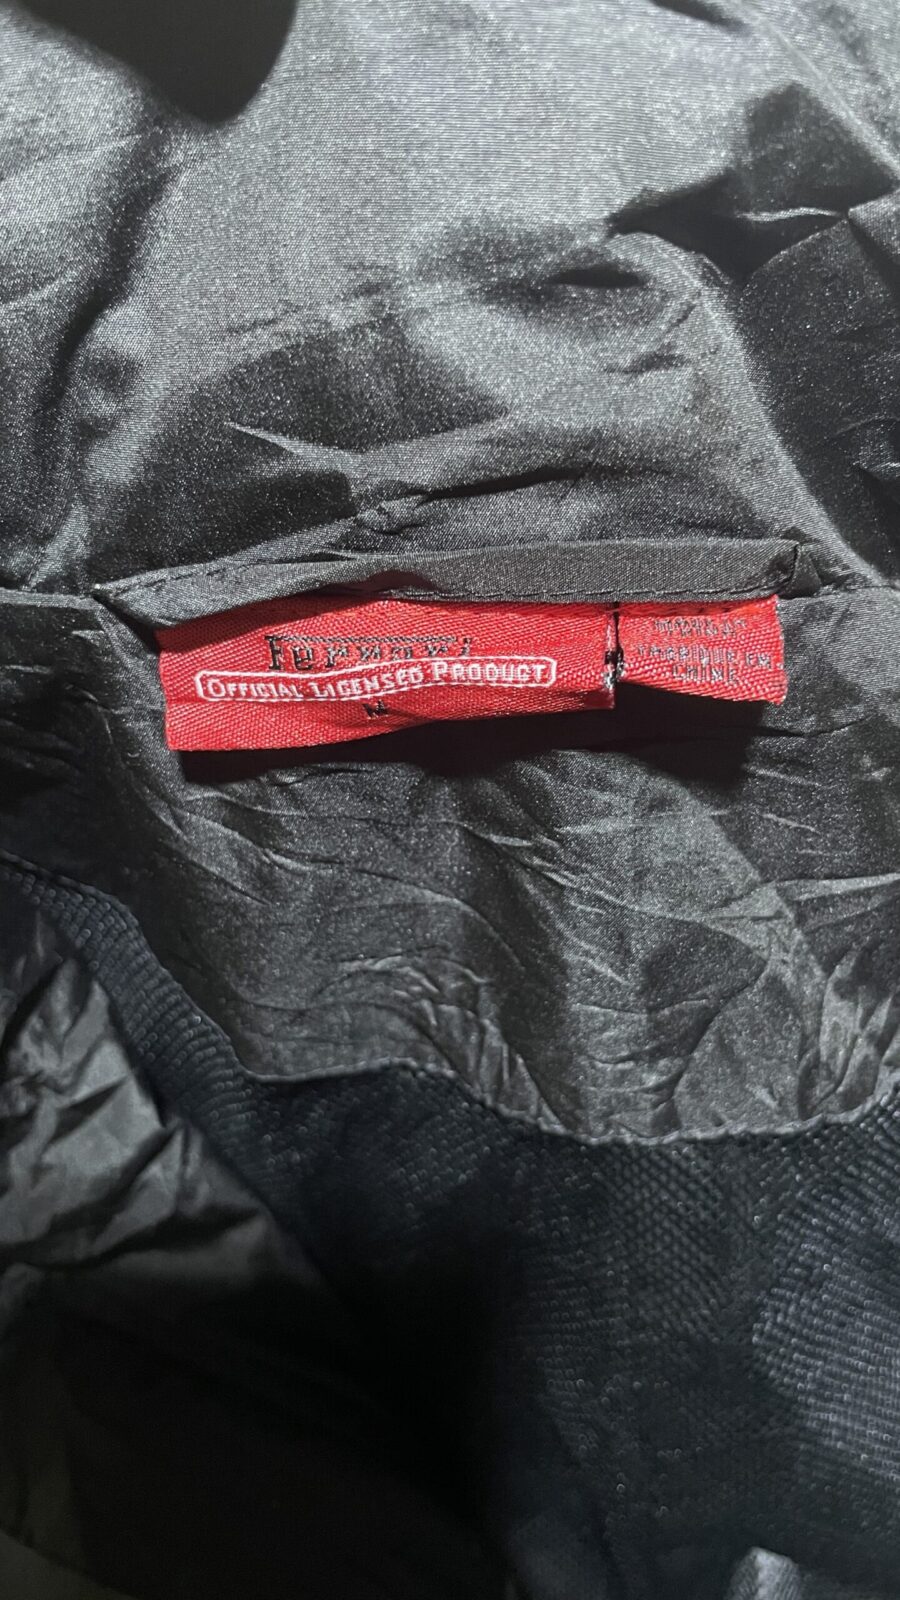 Ferrari
OFFICIAL LICENSED PRODUCT
M
FABRIQUE EN
CHINE